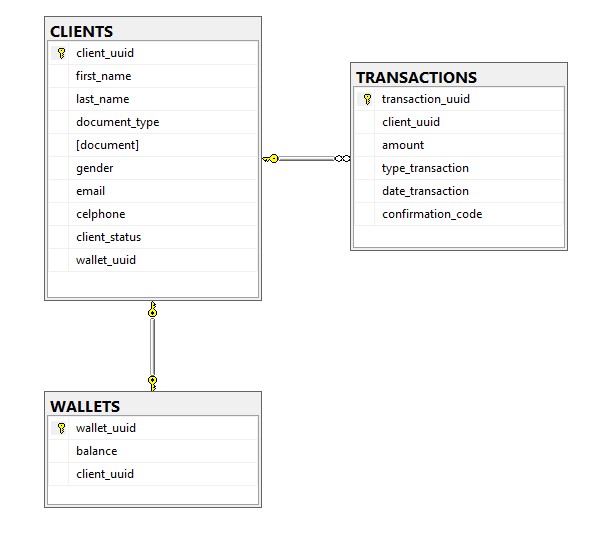 CLIENTS
client_uuid
first_name
last_name
document_type
[document]
gender
email
celphone
client_status
wallet_uuid
TRANSACTIONS
transaction_uuid
client_uuid
amount
type_transaction
date_transaction
confirmation_code
WALLETS
wallet_uuid
balance
client_uuid